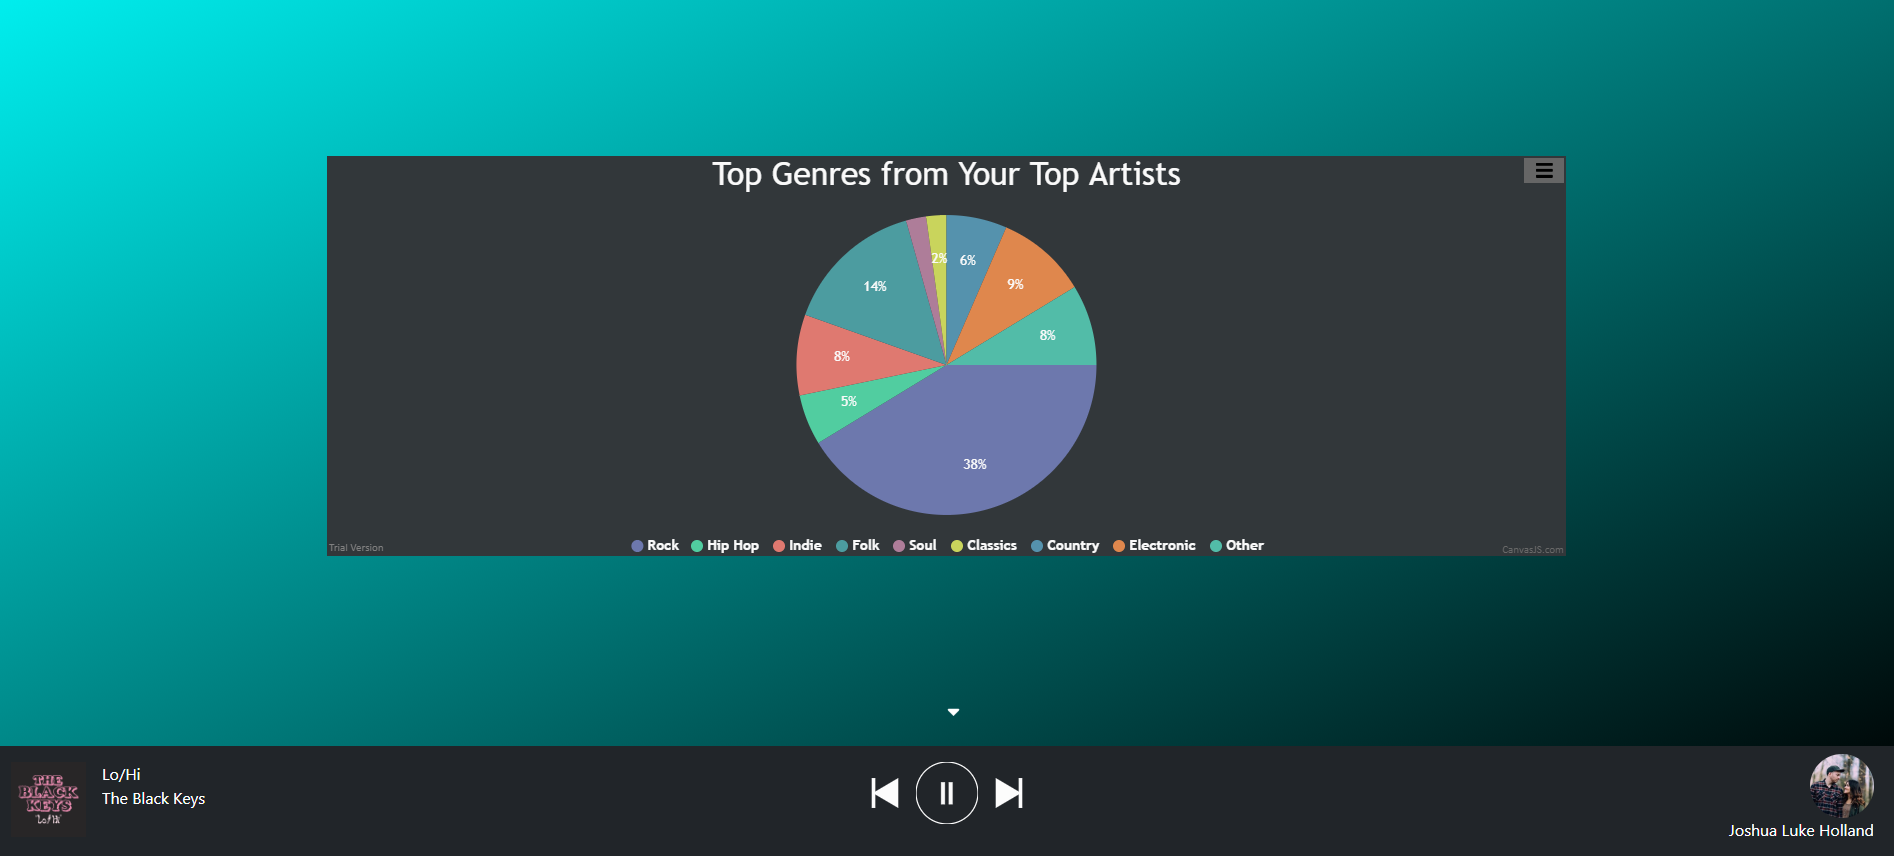 Top Genres from Your Top Artists
2%
6%
14%
9%
8%
8%
5%
38%
Rock Hip Hop Indie Folk Soul Classics Country Electronic Other
Trial Version
CanvasJS.com
THE
BLACK
KEYS
"Lo/Hi"
Lo/Hi
The Black Keys
Joshua Luke Holland